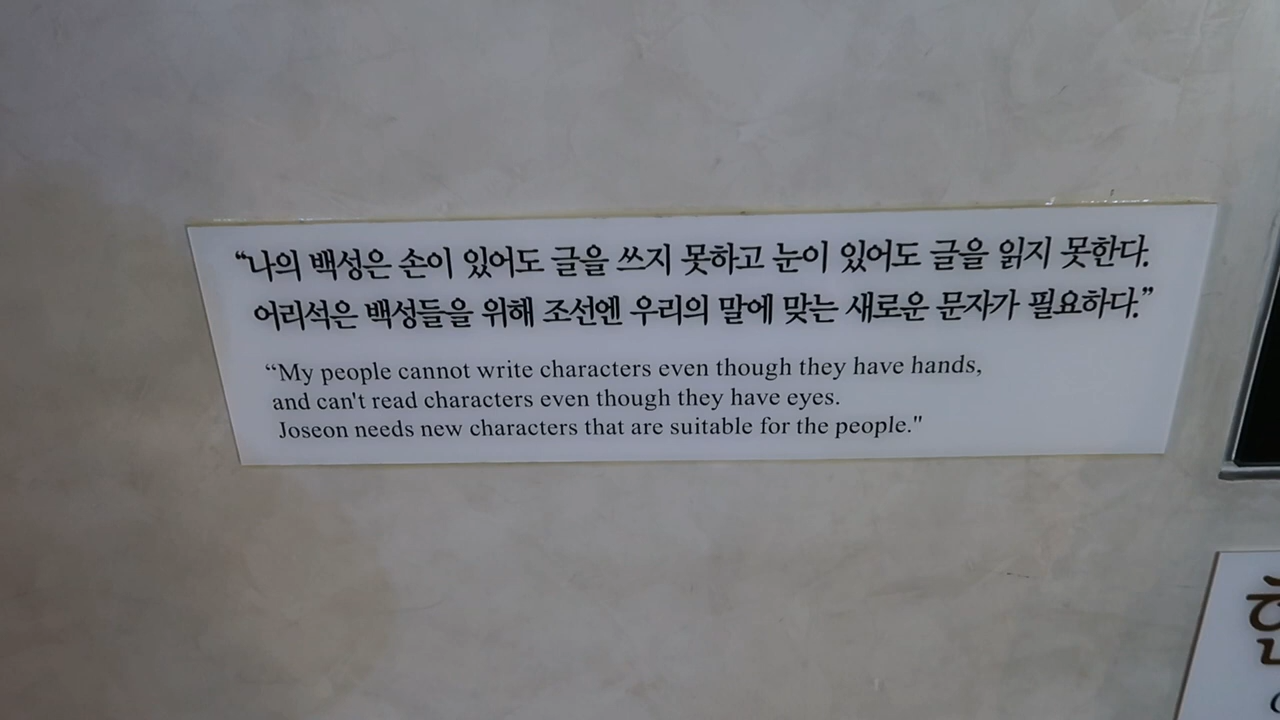 “나의 백성은 손이 있어도 글을 쓰지 못하고 눈이 있어도 글을 읽지 못한다.
어리석은 백성들을 위해 조선엔 우리의 말에 맞는 새로운 문자가 필요하다.”
“My people cannot write characters even though they have hands,
and can't read characters even though they have eyes.
Joseon needs new characters that are suitable for the people."